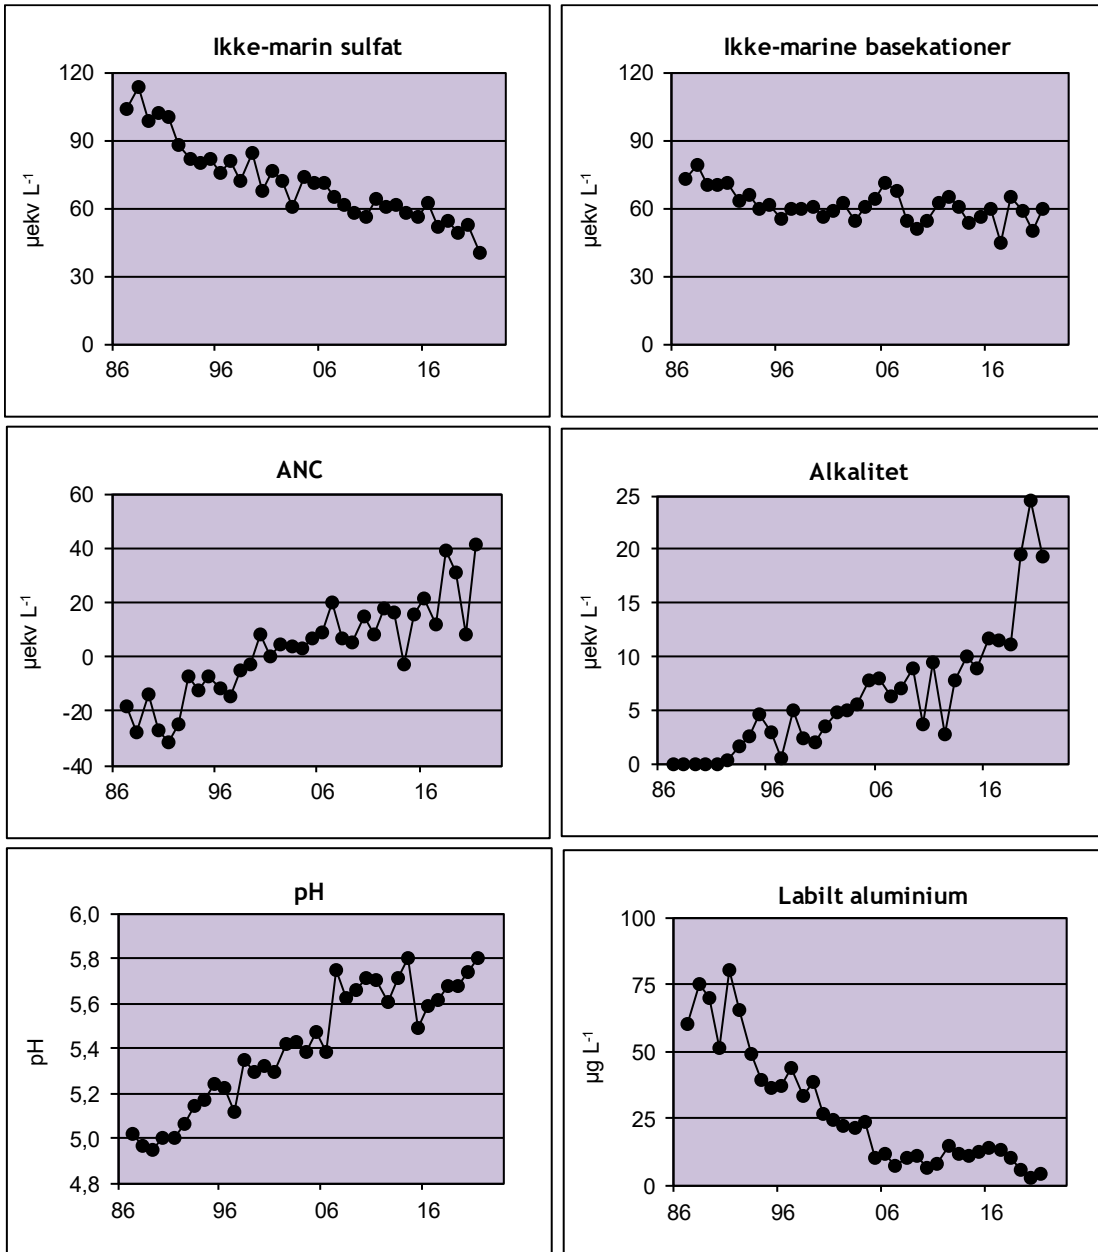 Ikke-marin sulfat
120
90
60
30
0
µekv L⁻¹
86 96 06 16
Ikke-marine basekationer
120
90
60
30
0
µekv L⁻¹
86 96 06 16
ANC
60
40
20
0
-20
-40
µekv L⁻¹
86 96 06 16
Alkalitet
25
20
15
10
5
0
µekv L⁻¹
86 96 06 16
pH
6,0
5,8
5,6
5,4
5,2
5,0
4,8
pH
86 96 06 16
Labilt aluminium
100
75
50
25
0
µg L⁻¹
86 96 06 16